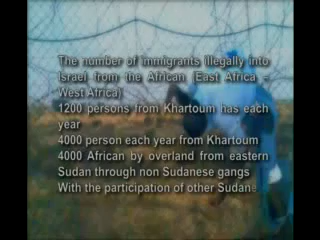 The number of immigrants illegally into
Israel from the African (East Africa –
West Africa)
1200 persons from Khartoum has each
year
4000 person each year from Khartoum
4000 African by overland from eastern
Sudan through non Sudanese gangs
With the participation of other Sudane